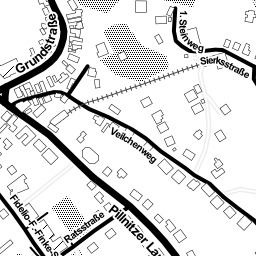 Grundstraße
1. Steinweg
Sierksstraße
Veilchenweg
Pillnitzer La
Ratsstraße
Fidelio-F.-Finke-S